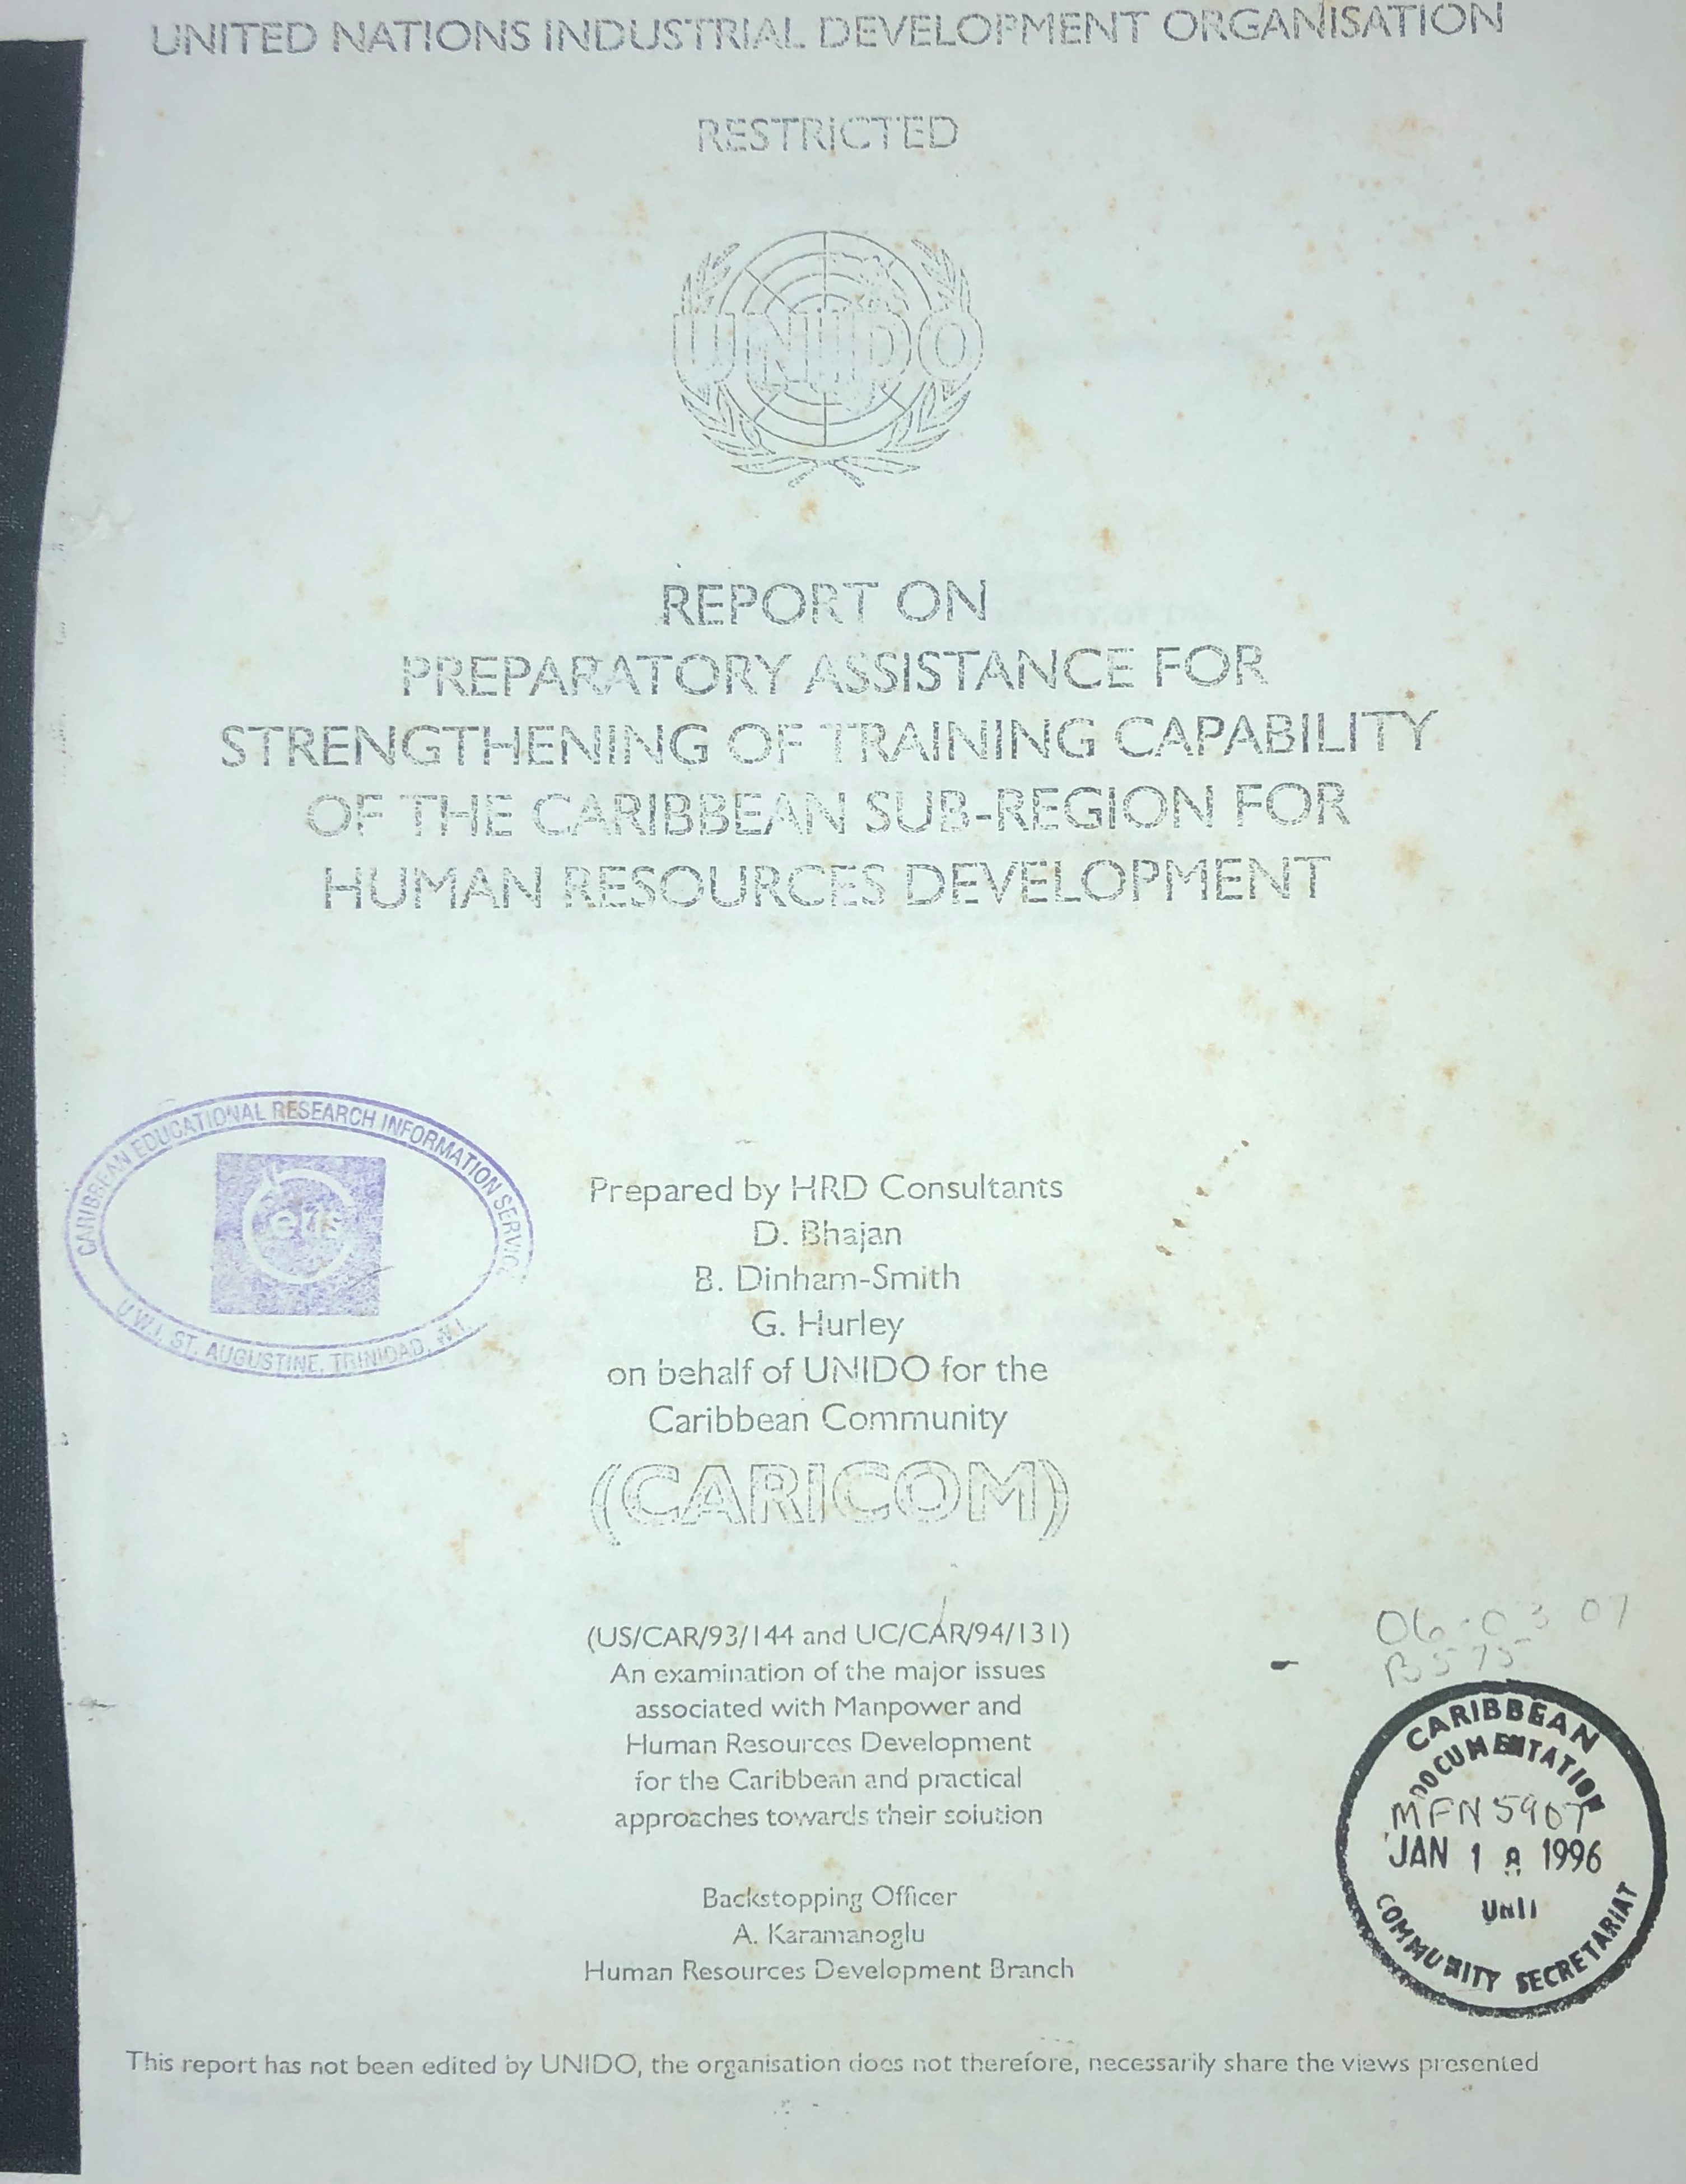 UNITED NATIONS INDUSTRIAL DEVELOPMENT ORGANISATION
RESTRICTED
UNIDO
REPORT ON
PREPARATORY ASSISTANCE FOR
STRENGTHENING OF TRAINING CAPABILITY
OF THE CARIBBEAN SUB-REGION FOR
HUMAN RESOURCES DEVELOPMENT
CARIBBEAN EDUCATIONAL RESEARCH INFORMATION SERVICE
U.W.I. ST. AUGUSTINE, TRINIDAD, W.I.
Prepared by HRD Consultants
D. Bhajan
B. Dinham-Smith
G. Hurley
on behalf of UNIDO for the
Caribbean Community
(CARICOM)
(US/CAR/93/144 and UC/CAR/94/131)
An examination of the major issues
associated with Manpower and
Human Resources Development
for the Caribbean and practical
approaches towards their solution
Backstopping Officer
A. Karamanoglu
Human Resources Development Branch
06-03 07
B575
CARIBBEAN
DOCUMENTATION
MFN 5907
JAN 18 1996
COMMUNITY SECRETARIAT
This report has not been edited by UNIDO, the organisation does not therefore, necessarily share the views presented